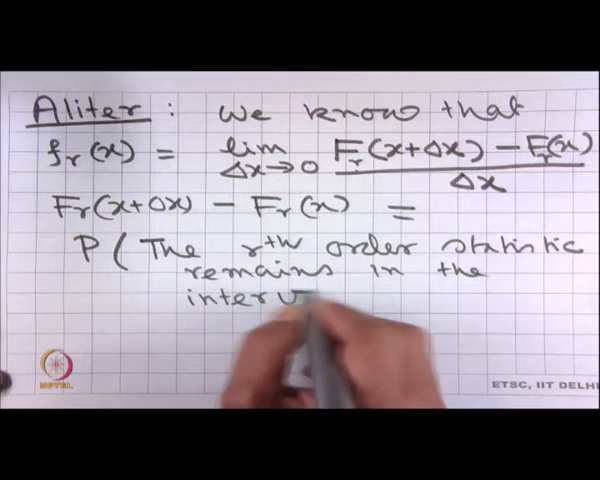 Aliter : We know that
fr(x) = lim Δx→0 Fr(x+Δx) - Fr(x) / Δx
Fr(x+Δx) - Fr(x) =
P( The rth order statistic
remains in the
interv
NPTEL
ETSC, IIT DELHI